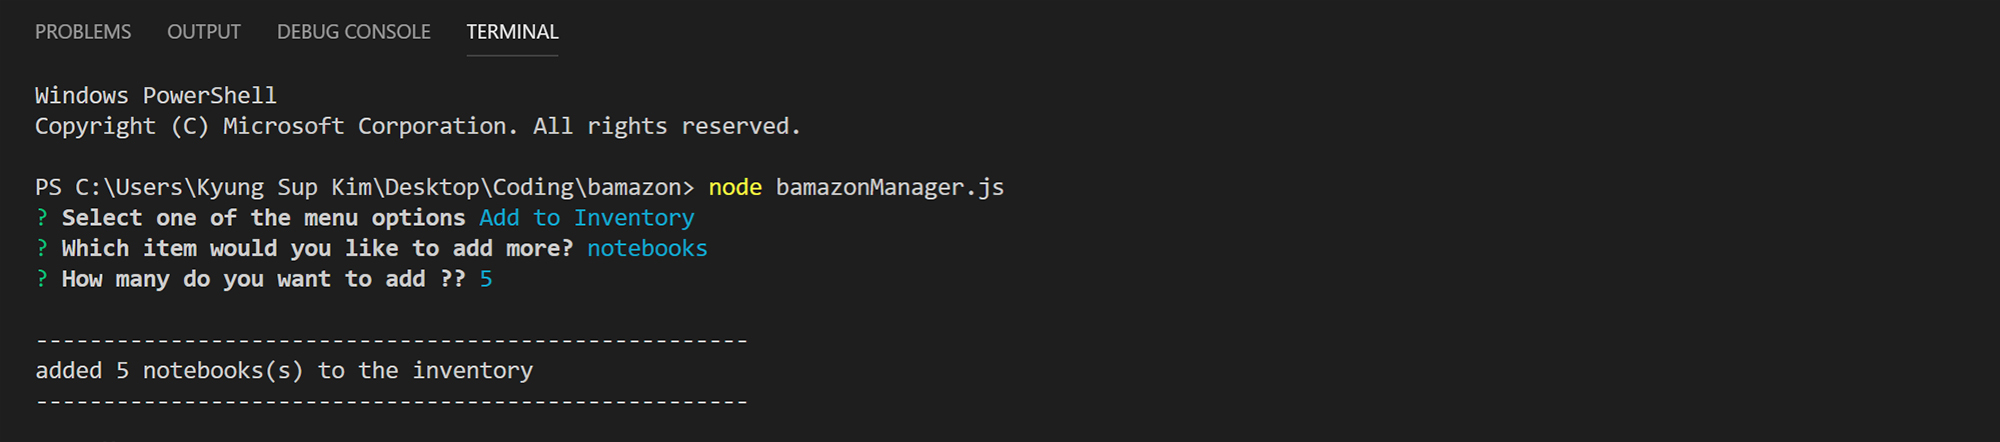 PROBLEMS OUTPUT DEBUG CONSOLE TERMINAL
Windows PowerShell
Copyright (C) Microsoft Corporation. All rights reserved.
PS C:\Users\Kyung Sup Kim\Desktop\Coding\bamazon> node bamazonManager.js
? Select one of the menu options Add to Inventory
? Which item would you like to add more? notebooks
? How many do you want to add ?? 5
-----------------------------------------------------
added 5 notebooks(s) to the inventory
-----------------------------------------------------